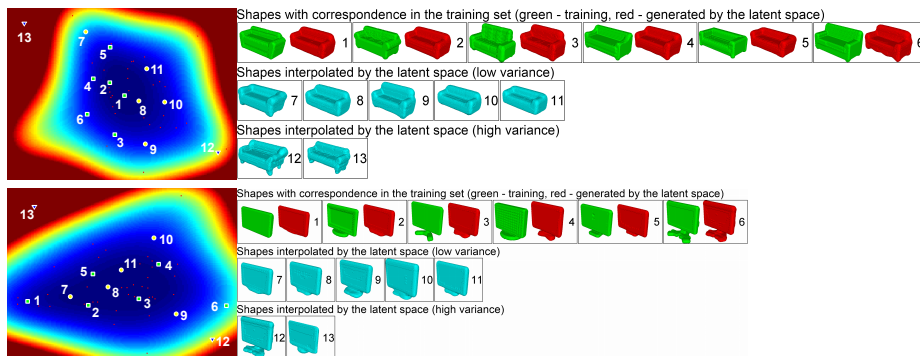 13
7
5
11
4
2
1
8
10
6
3
9
12
Shapes with correspondence in the training set (green - training, red - generated by the latent space)
1 2 3 4 5 6
Shapes interpolated by the latent space (low variance)
7 8 9 10 11
Shapes interpolated by the latent space (high variance)
12 13
13
10
4
11
5
8
7
1
2
3
6
9
12
Shapes with correspondence in the training set (green - training, red - generated by the latent space)
1 2 3 4 5 6
Shapes interpolated by the latent space (low variance)
7 8 9 10 11
Shapes interpolated by the latent space (high variance)
12 13